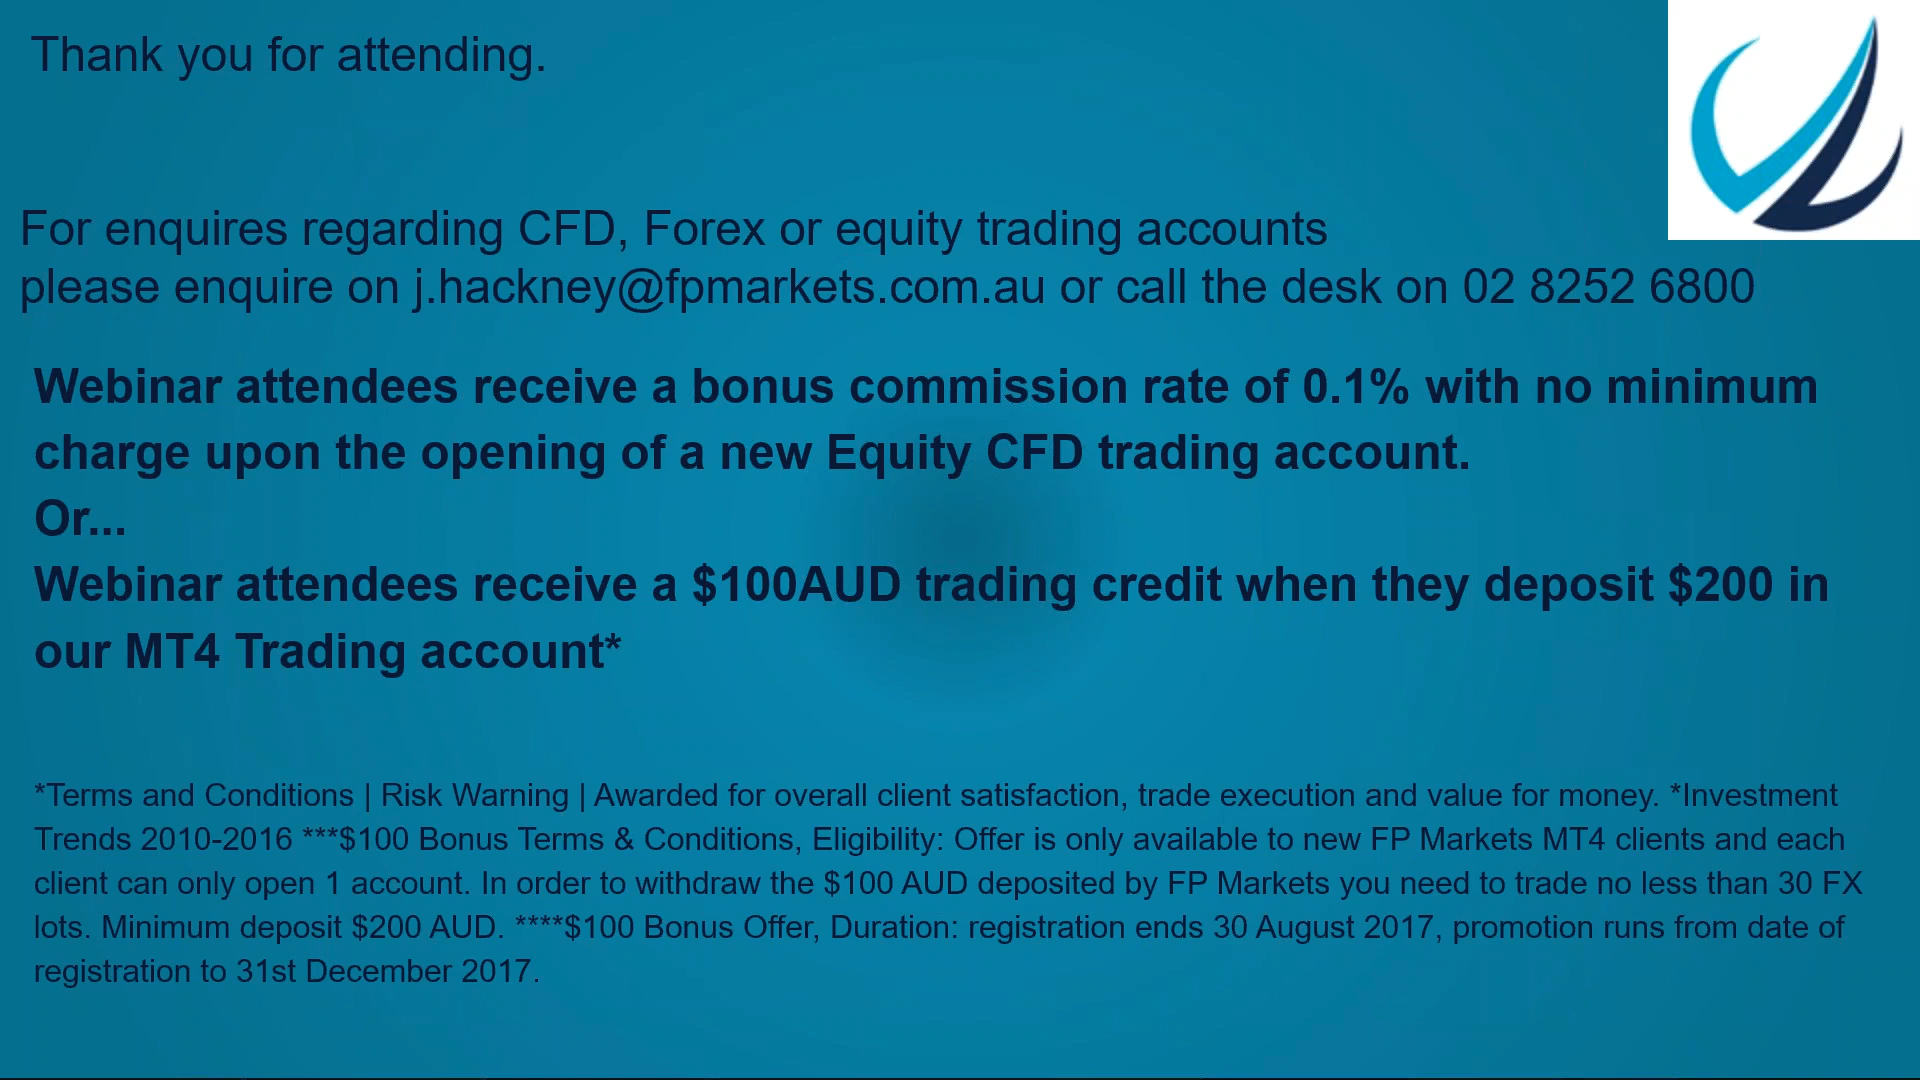 Thank you for attending.
For enquires regarding CFD, Forex or equity trading accounts
please enquire on j.hackney@fpmarkets.com.au or call the desk on 02 8252 6800
Webinar attendees receive a bonus commission rate of 0.1% with no minimum
charge upon the opening of a new Equity CFD trading account.
Or...
Webinar attendees receive a $100AUD trading credit when they deposit $200 in
our MT4 Trading account*
*Terms and Conditions | Risk Warning | Awarded for overall client satisfaction, trade execution and value for money. *Investment
Trends 2010-2016 ***$100 Bonus Terms & Conditions, Eligibility: Offer is only available to new FP Markets MT4 clients and each
client can only open 1 account. In order to withdraw the $100 AUD deposited by FP Markets you need to trade no less than 30 FX
lots. Minimum deposit $200 AUD. ****$100 Bonus Offer, Duration: registration ends 30 August 2017, promotion runs from date of
registration to 31st December 2017.